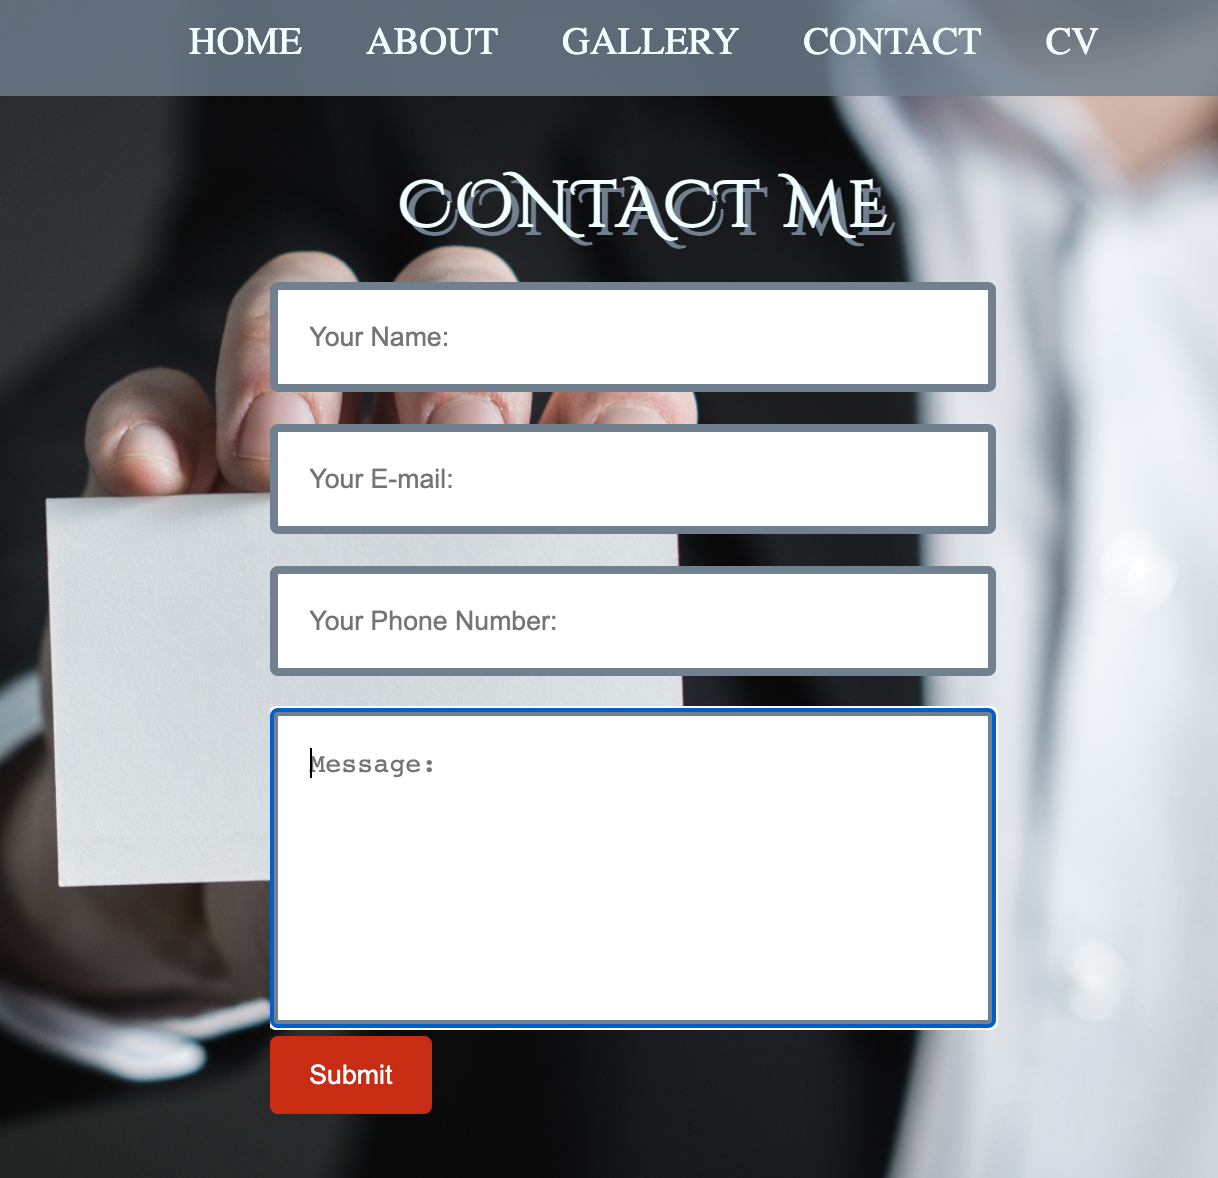 HOME ABOUT GALLERY CONTACT CV
CONTACT ME
Your Name:
Your E-mail:
Your Phone Number:
Message:
Submit